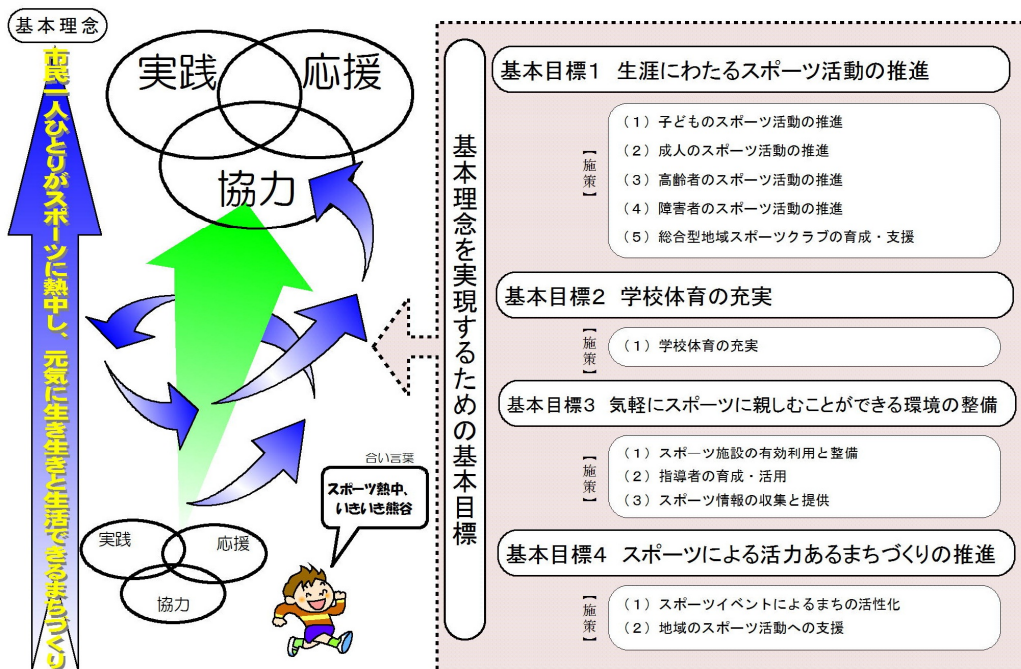 基本理念
市民一人ひとりがスポーツに熱中し、元気に生き生きと生活できるまちづくり
実践
応援
協力
合い言葉
スポーツ熱中、
いきいき熊谷
実践
応援
協力
基本理念を実現するための基本目標
基本目標1 生涯にわたるスポーツ活動の推進
【施策】
(1)子どものスポーツ活動の推進
(2)成人のスポーツ活動の推進
(3)高齢者のスポーツ活動の推進
(4)障害者のスポーツ活動の推進
(5)総合型地域スポーツクラブの育成・支援
基本目標2 学校体育の充実
【施策】
(1)学校体育の充実
基本目標3 気軽にスポーツに親しむことができる環境の整備
【施策】
(1)スポーツ施設の有効利用と整備
(2)指導者の育成・活用
(3)スポーツ情報の収集と提供
基本目標4 スポーツによる活力あるまちづくりの推進
【施策】
(1)スポーツイベントによるまちの活性化
(2)地域のスポーツ活動への支援